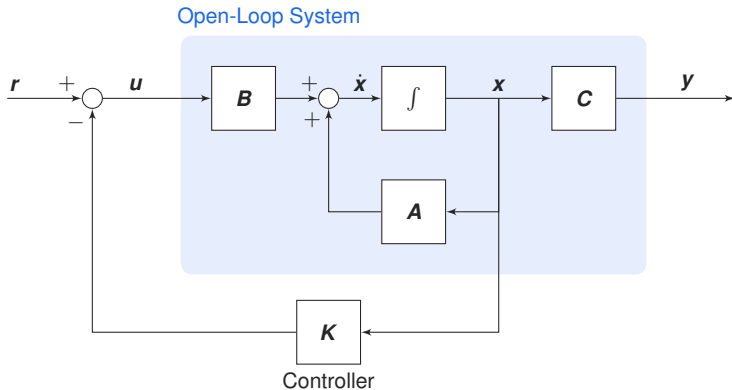 Open-Loop System
r + u B + ẋ ∫ x C y
− +
A
K
Controller